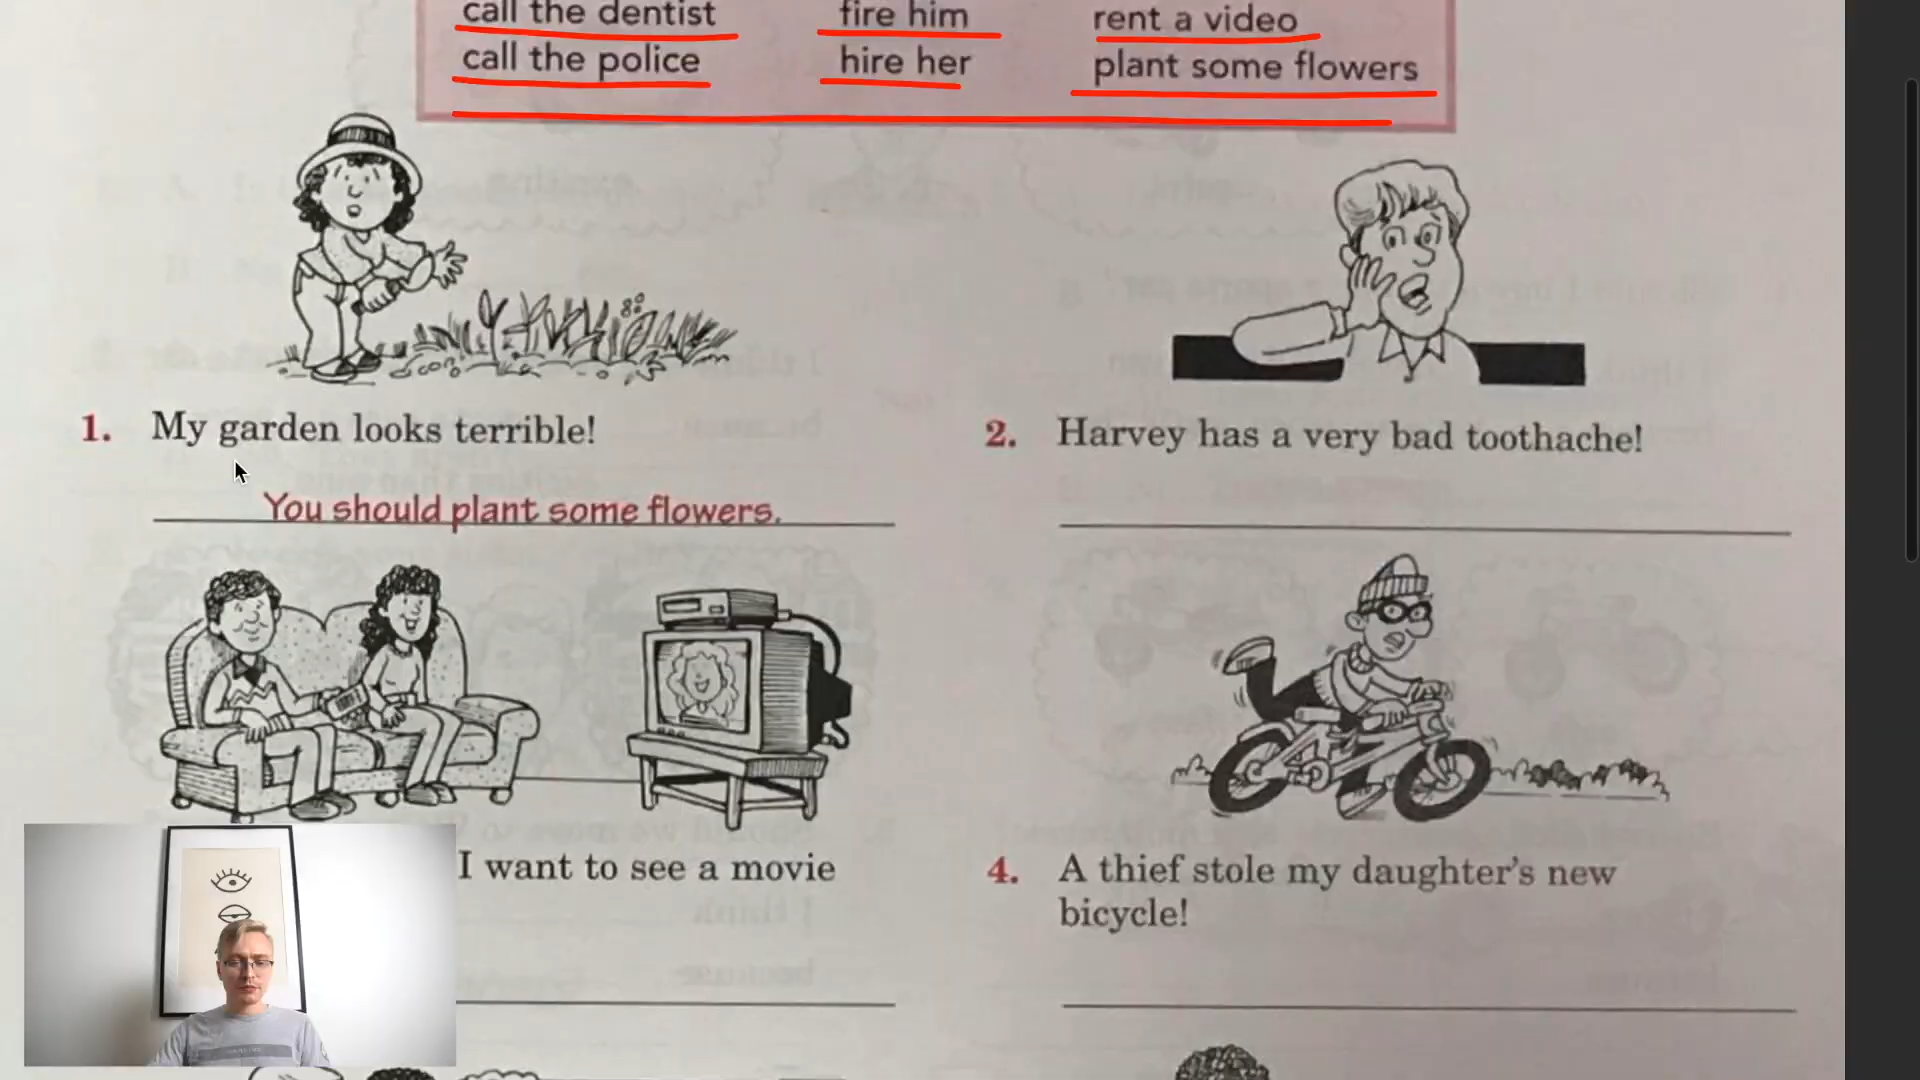 call the dentist fire him rent a video
call the police hire her plant some flowers
1. My garden looks terrible!
You should plant some flowers.
2. Harvey has a very bad toothache!
I want to see a movie
4. A thief stole my daughter's new
bicycle!